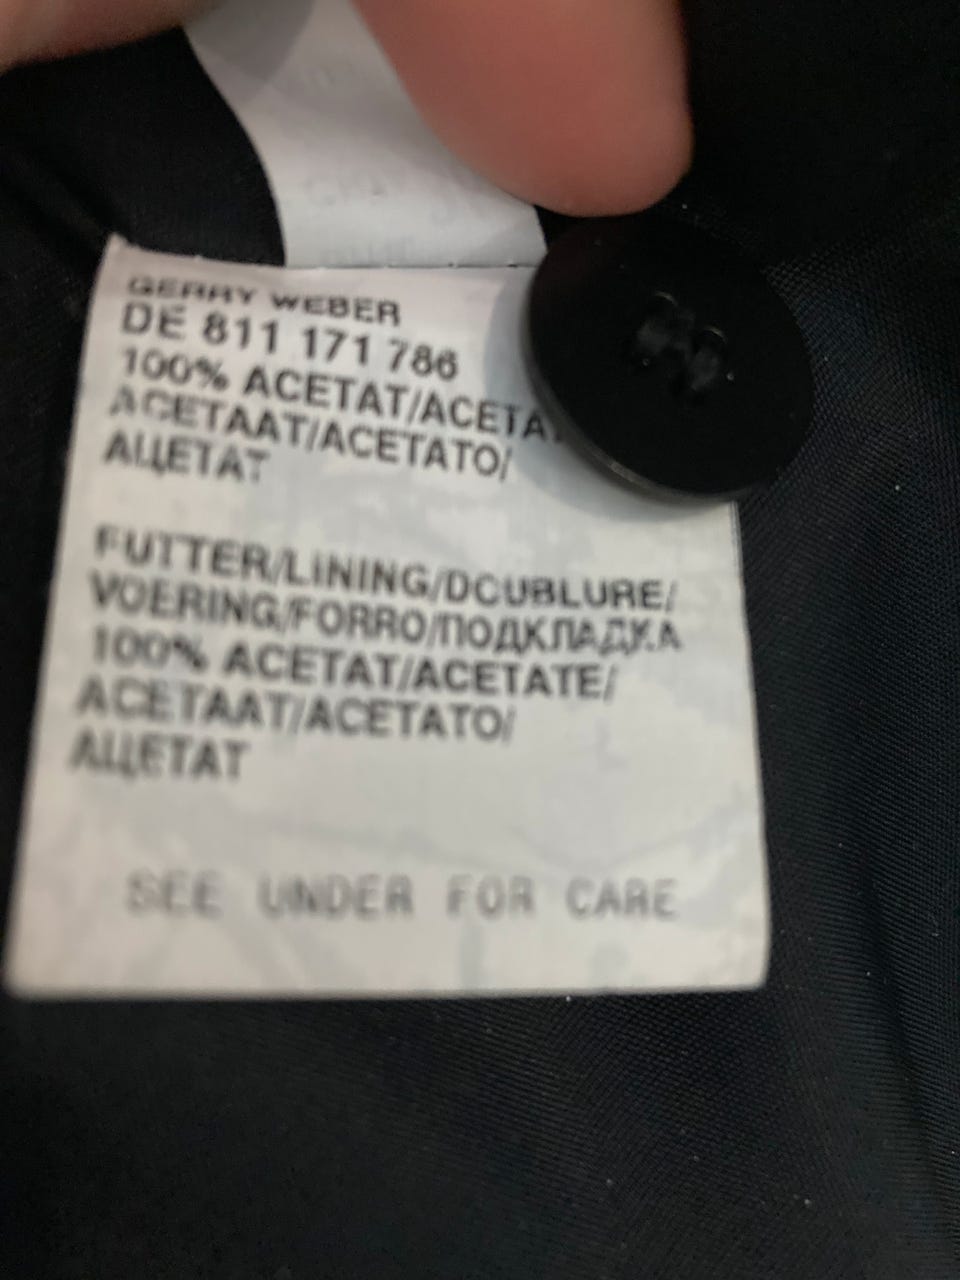 GERRY WEBER
DE 811 171 786
100% ACETAT/ACETA
ACETAAT/ACETATO/
АЦЕТАТ
FUTTER/LINING/DOUBLURE/
VOERING/FORRO/ПОДКЛАДКА
100% ACETAT/ACETATE/
ACETAAT/ACETATO/
АЦЕТАТ
SEE UNDER FOR CARE